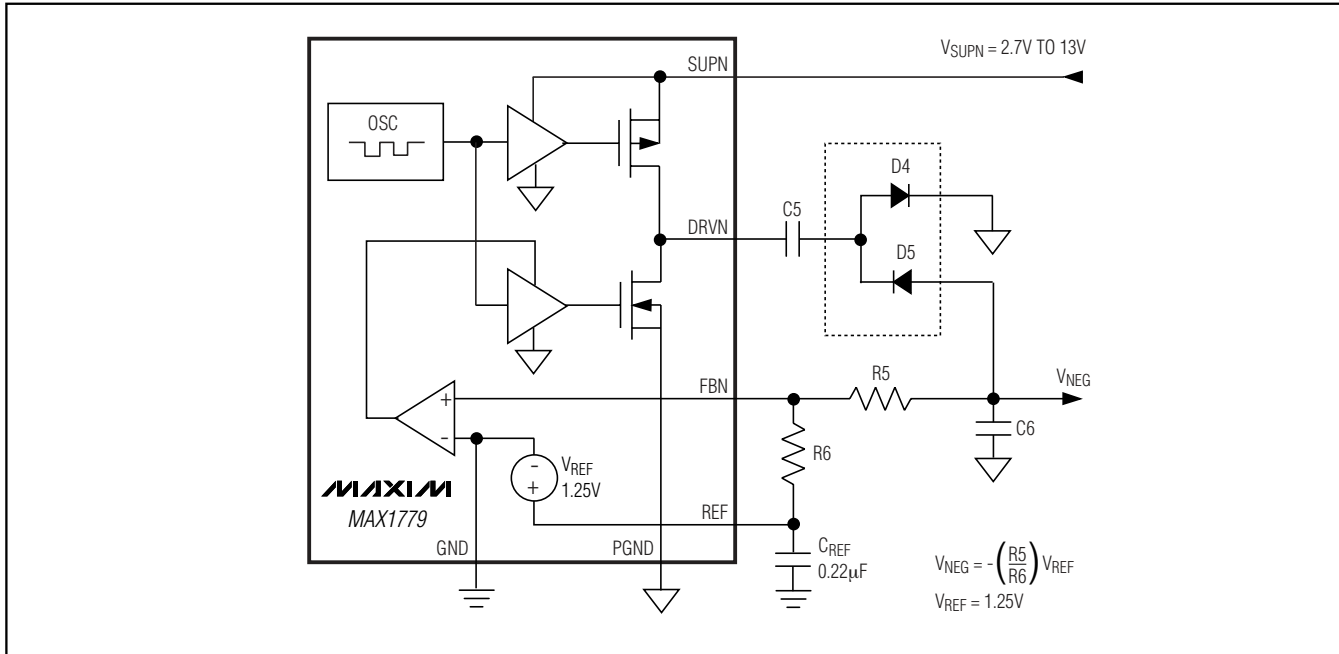 V_SUPN = 2.7V TO 13V
SUPN
OSC
D4
C5
DRVN
D5
FBN
R5
V_NEG
+
-
C6
R6
-
V_REF
+
1.25V
MAXIM
MAX1779
REF
GND
PGND
C_REF
0.22µF
V_NEG = -(R5/R6) V_REF
V_REF = 1.25V